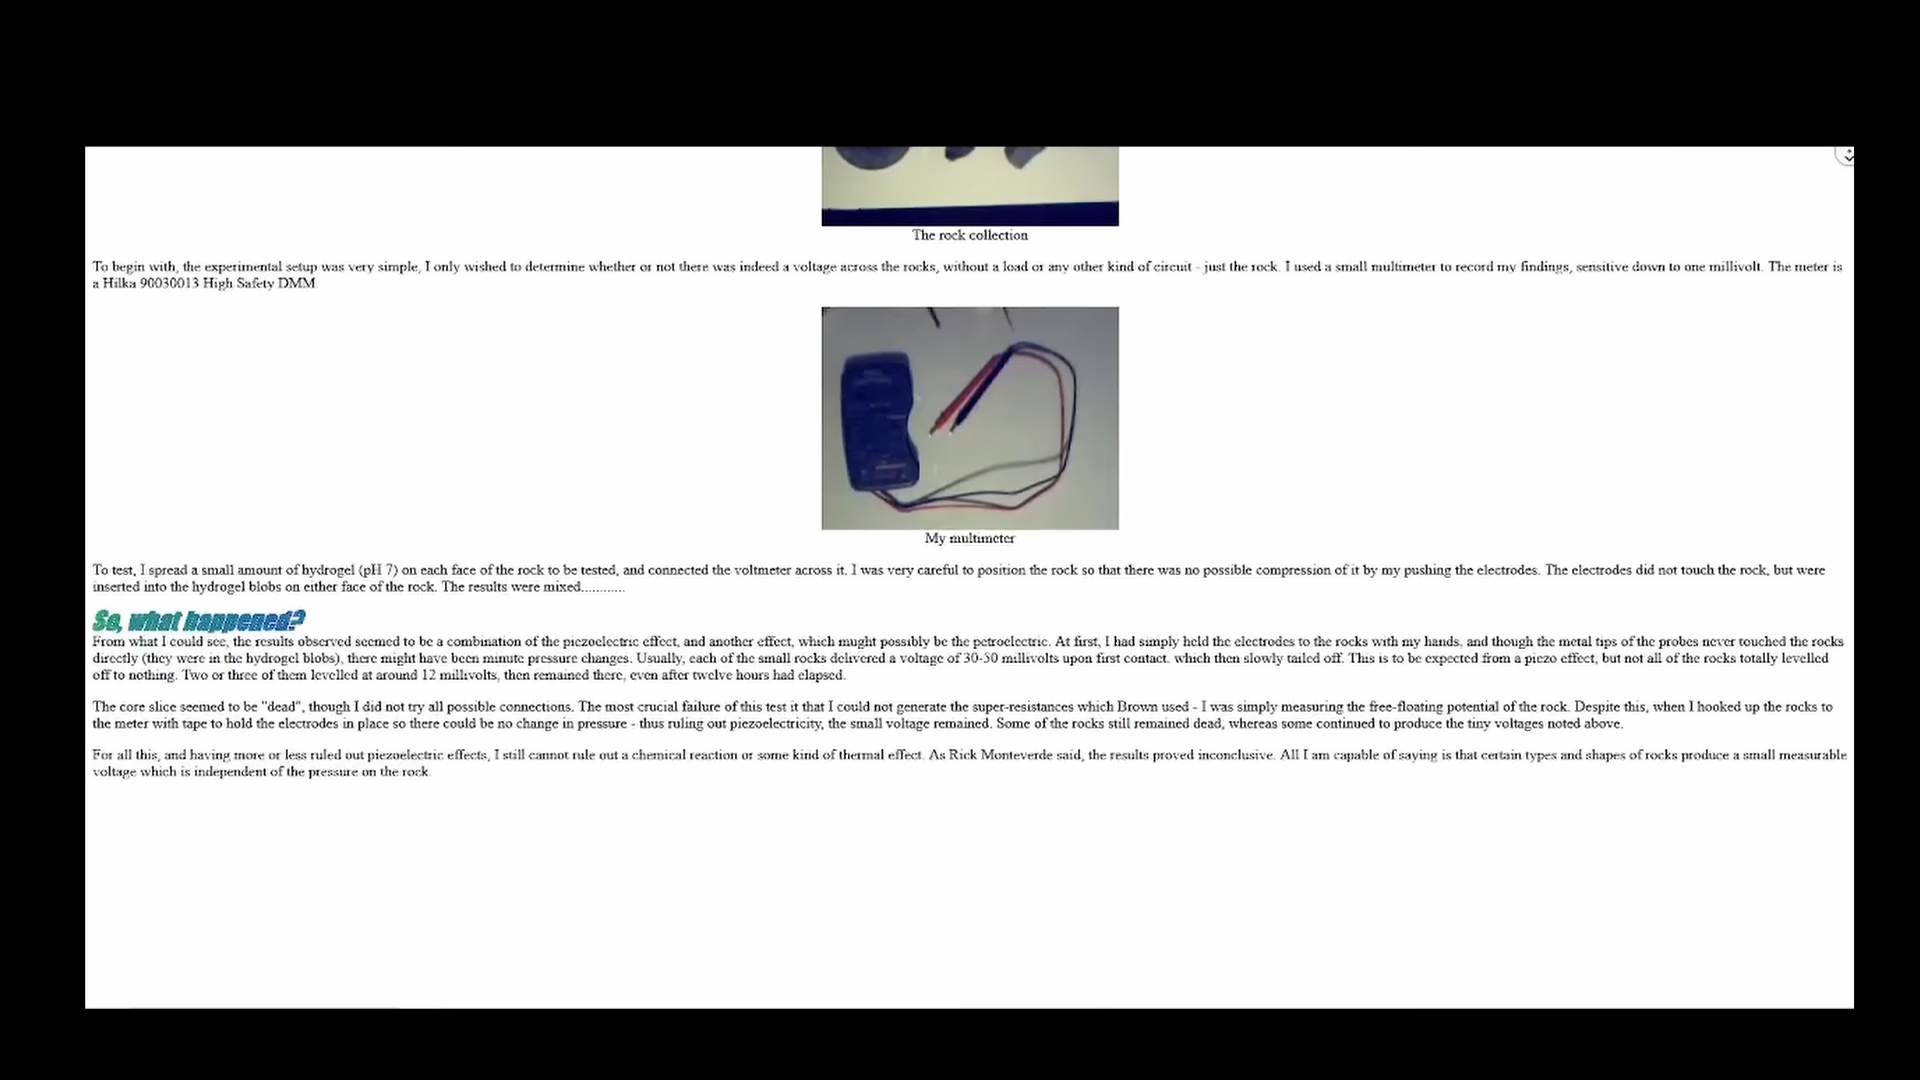 The rock collection
To begin with, the experimental setup was very simple, I only wished to determine whether or not there was indeed a voltage across the rocks, without a load or any other kind of circuit - just the rock. I used a small multimeter to record my findings, sensitive down to one millivolt. The meter is
a Hilka 90030013 High Safety DMM.
My multimeter
To test, I spread a small amount of hydrogel (pH 7) on each face of the rock to be tested, and connected the voltmeter across it. I was very careful to position the rock so that there was no possible compression of it by my pushing the electrodes. The electrodes did not touch the rock, but were
inserted into the hydrogel blobs on either face of the rock. The results were mixed............
So, what happened?
From what I could see, the results observed seemed to be a combination of the piezoelectric effect, and another effect, which might possibly be the petroelectric. At first, I had simply held the electrodes to the rocks with my hands, and though the metal tips of the probes never touched the rocks
directly (they were in the hydrogel blobs), there might have been minute pressure changes. Usually, each of the small rocks delivered a voltage of 30-50 millivolts upon first contact. which then slowly tailed off. This is to be expected from a piezo effect, but not all of the rocks totally levelled
off to nothing. Two or three of them levelled at around 12 millivolts, then remained there, even after twelve hours had elapsed.
The core slice seemed to be "dead", though I did not try all possible connections. The most crucial failure of this test it that I could not generate the super-resistances which Brown used - I was simply measuring the free-floating potential of the rock. Despite this, when I hooked up the rocks to
the meter with tape to hold the electrodes in place so there could be no change in pressure - thus ruling out piezoelectricity, the small voltage remained. Some of the rocks still remained dead, whereas some continued to produce the tiny voltages noted above.
For all this, and having more or less ruled out piezoelectric effects, I still cannot rule out a chemical reaction or some kind of thermal effect. As Rick Monteverde said, the results proved inconclusive. All I am capable of saying is that certain types and shapes of rocks produce a small measurable
voltage which is independent of the pressure on the rock.